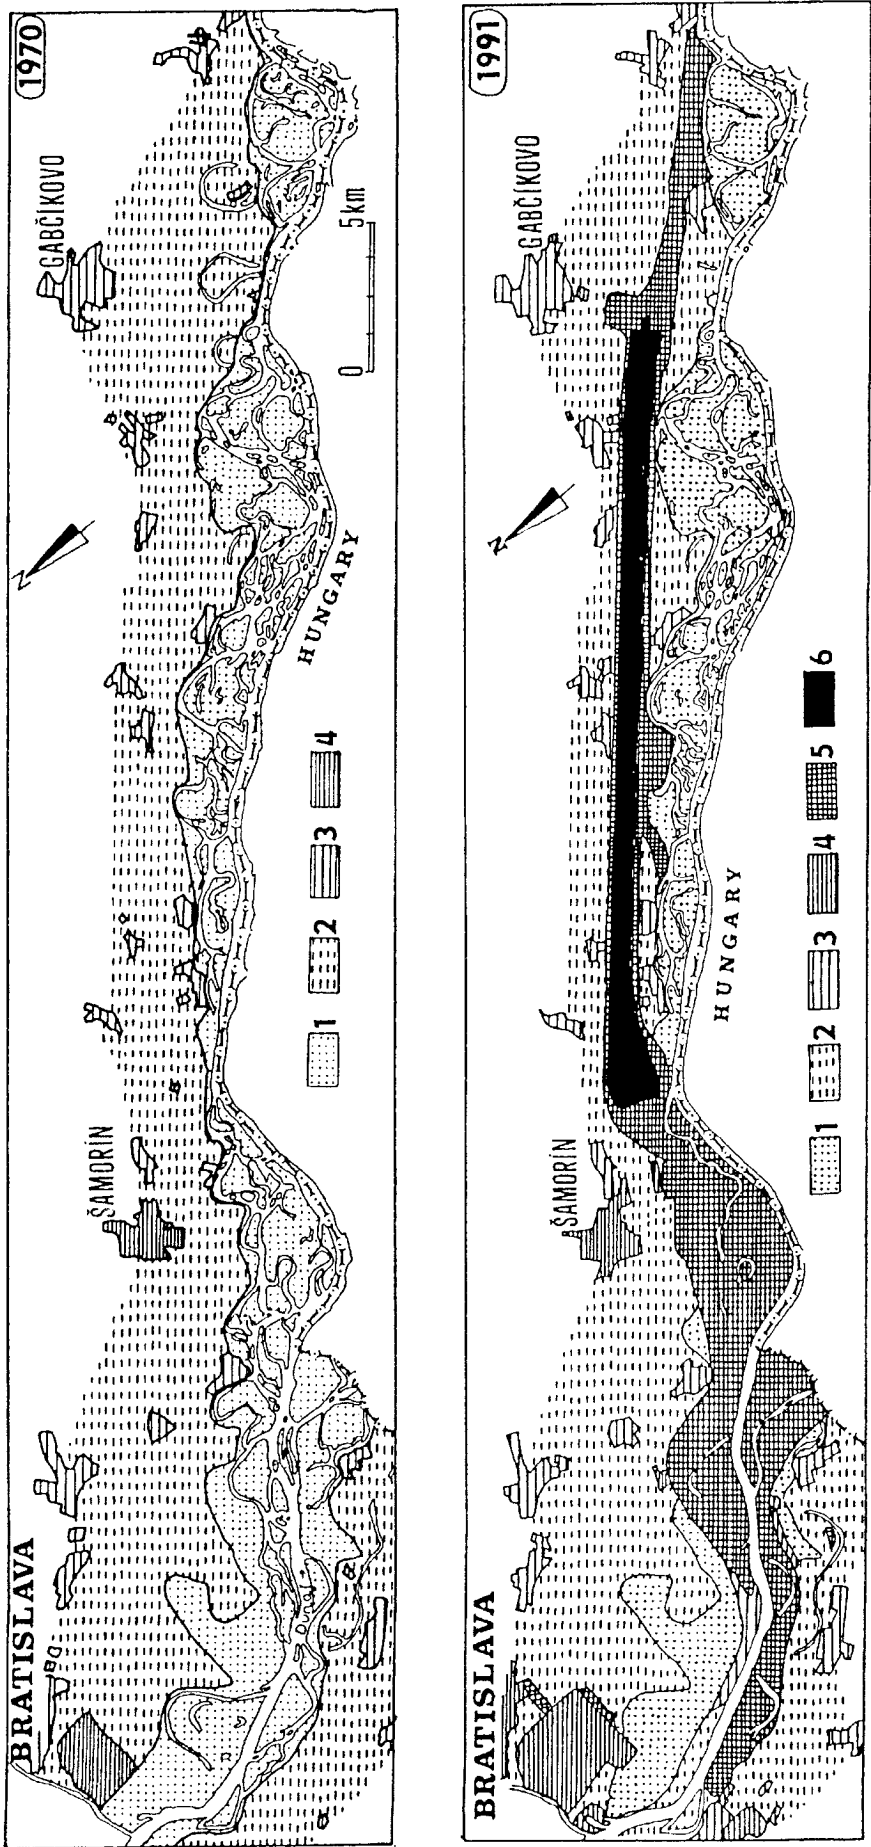 1970
BRATISLAVA
ŠAMORÍN
GABČÍKOVO
N
HUNGARY
DUNAJ
0 5km
1 2 3 4
1991
BRATISLAVA
ŠAMORÍN
GABČÍKOVO
N
HUNGARY
1 2 3 4 5 6